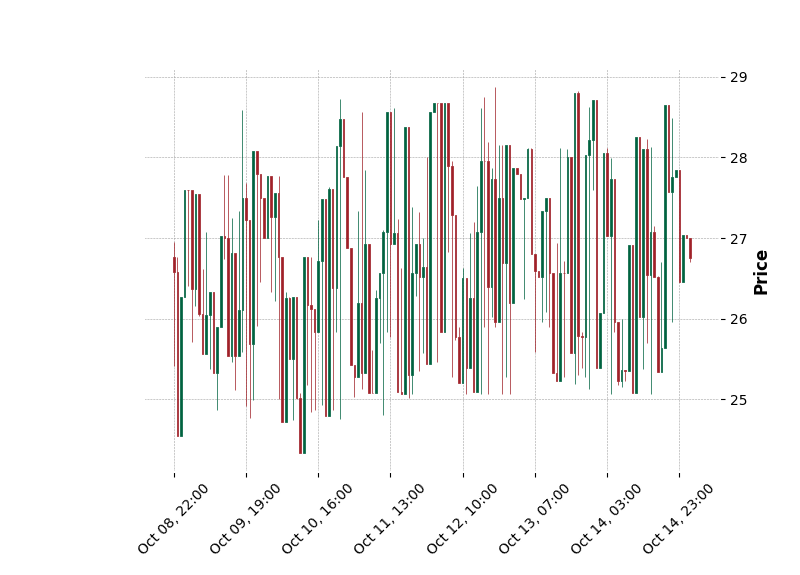 29
28
27
26
25
Price
Oct 08, 22:00
Oct 09, 19:00
Oct 10, 16:00
Oct 11, 13:00
Oct 12, 10:00
Oct 13, 07:00
Oct 14, 03:00
Oct 14, 23:00